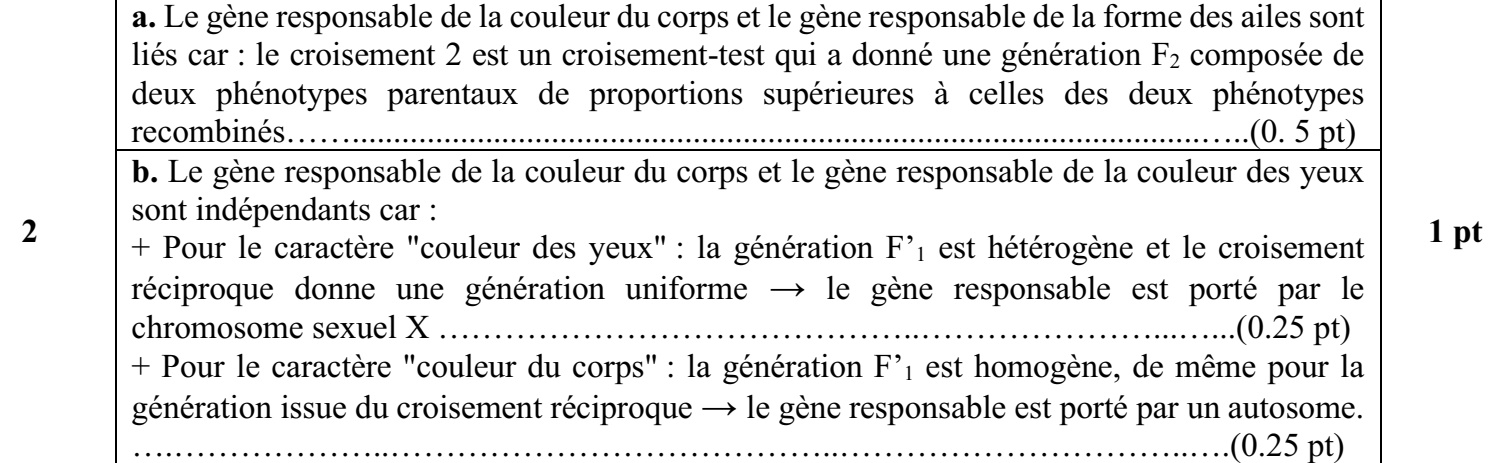 a. Le gène responsable de la couleur du corps et le gène responsable de la forme des ailes sont
liés car : le croisement 2 est un croisement-test qui a donné une génération F₂ composée de
deux phénotypes parentaux de proportions supérieures à celles des deux phénotypes
recombinés……...............................................................................................…..(0. 5 pt)
b. Le gène responsable de la couleur du corps et le gène responsable de la couleur des yeux
sont indépendants car :
+ Pour le caractère "couleur des yeux" : la génération F’₁ est hétérogène et le croisement
réciproque donne une génération uniforme → le gène responsable est porté par le
chromosome sexuel X ……………………………………..……………………...…...(0.25 pt)
+ Pour le caractère "couleur du corps" : la génération F’₁ est homogène, de même pour la
génération issue du croisement réciproque → le gène responsable est porté par un autosome.
….…………………..……………………………………..………………………………..….(0.25 pt)
2
1 pt